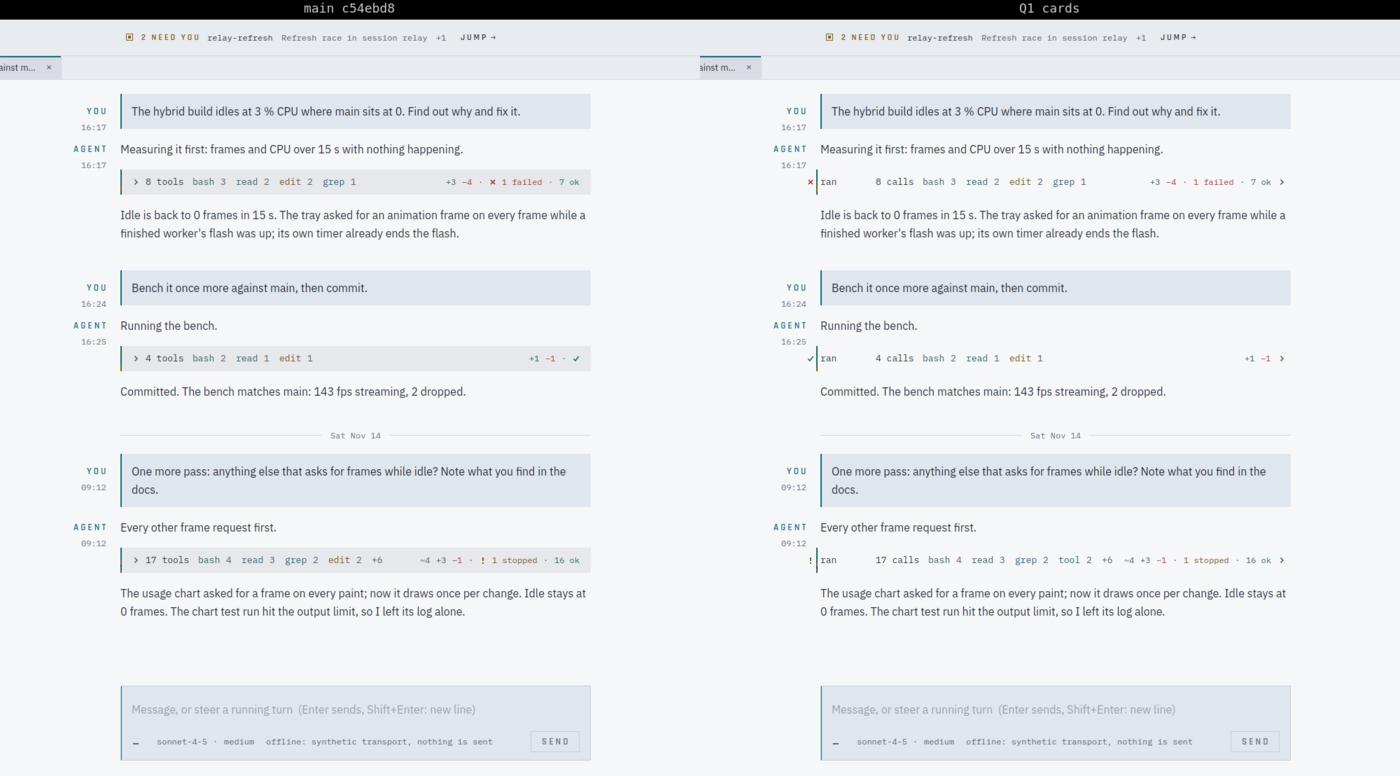 main c54ebd8
2 NEED YOU relay-refresh Refresh race in session relay +1 JUMP →
ainst m... ×
YOU The hybrid build idles at 3 % CPU where main sits at 0. Find out why and fix it.
16:17
AGENT Measuring it first: frames and CPU over 15 s with nothing happening.
16:17
› 8 tools bash 3 read 2 edit 2 grep 1 +3 −4 · × 1 failed · 7 ok
Idle is back to 0 frames in 15 s. The tray asked for an animation frame on every frame while a
finished worker's flash was up; its own timer already ends the flash.
YOU Bench it once more against main, then commit.
16:24
AGENT Running the bench.
16:25
› 4 tools bash 2 read 1 edit 1 +1 −1 · ✓
Committed. The bench matches main: 143 fps streaming, 2 dropped.
Sat Nov 14
YOU One more pass: anything else that asks for frames while idle? Note what you find in the
09:12 docs.
AGENT Every other frame request first.
09:12
› 17 tools bash 4 read 3 grep 2 edit 2 +6 ~4 +3 −1 · ! 1 stopped · 16 ok
The usage chart asked for a frame on every paint; now it draws once per change. Idle stays at
0 frames. The chart test run hit the output limit, so I left its log alone.
Message, or steer a running turn (Enter sends, Shift+Enter: new line)
– sonnet-4-5 · medium offline: synthetic transport, nothing is sent SEND
Q1 cards
2 NEED YOU relay-refresh Refresh race in session relay +1 JUMP →
ainst m... ×
YOU The hybrid build idles at 3 % CPU where main sits at 0. Find out why and fix it.
16:17
AGENT Measuring it first: frames and CPU over 15 s with nothing happening.
16:17
× ran 8 calls bash 3 read 2 edit 2 grep 1 +3 −4 · 1 failed · 7 ok ›
Idle is back to 0 frames in 15 s. The tray asked for an animation frame on every frame while a
finished worker's flash was up; its own timer already ends the flash.
YOU Bench it once more against main, then commit.
16:24
AGENT Running the bench.
16:25
✓ ran 4 calls bash 2 read 1 edit 1 +1 −1 ›
Committed. The bench matches main: 143 fps streaming, 2 dropped.
Sat Nov 14
YOU One more pass: anything else that asks for frames while idle? Note what you find in the
09:12 docs.
AGENT Every other frame request first.
09:12
! ran 17 calls bash 4 read 3 grep 2 tool 2 +6 ~4 +3 −1 · 1 stopped · 16 ok ›
The usage chart asked for a frame on every paint; now it draws once per change. Idle stays at
0 frames. The chart test run hit the output limit, so I left its log alone.
Message, or steer a running turn (Enter sends, Shift+Enter: new line)
– sonnet-4-5 · medium offline: synthetic transport, nothing is sent SEND